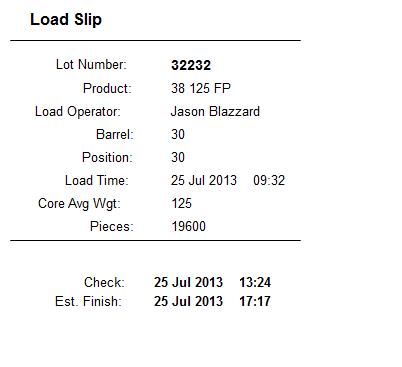 Load Slip
Lot Number: 32232
Product: 38 125 FP
Load Operator: Jason Blazzard
Barrel: 30
Position: 30
Load Time: 25 Jul 2013 09:32
Core Avg Wgt: 125
Pieces: 19600
Check: 25 Jul 2013 13:24
Est. Finish: 25 Jul 2013 17:17